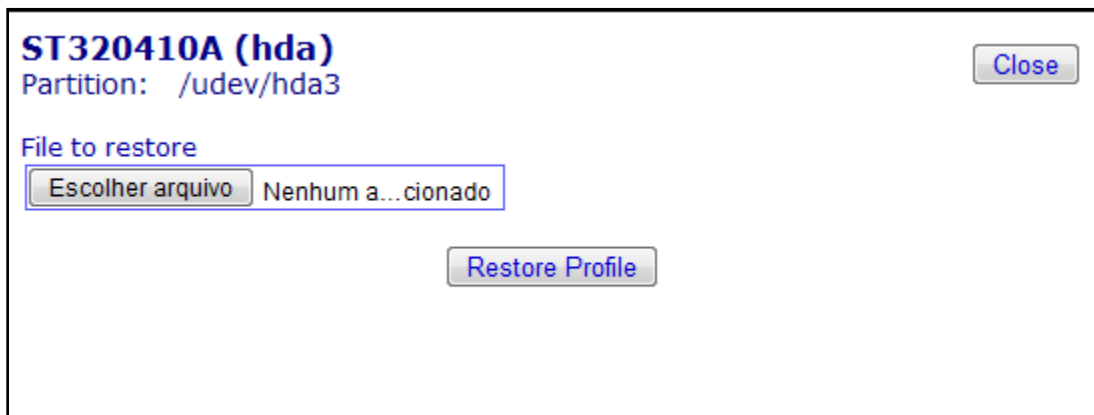 ST320410A (hda)
Close
Partition: /udev/hda3
File to restore
Escolher arquivo Nenhum a...cionado
Restore Profile